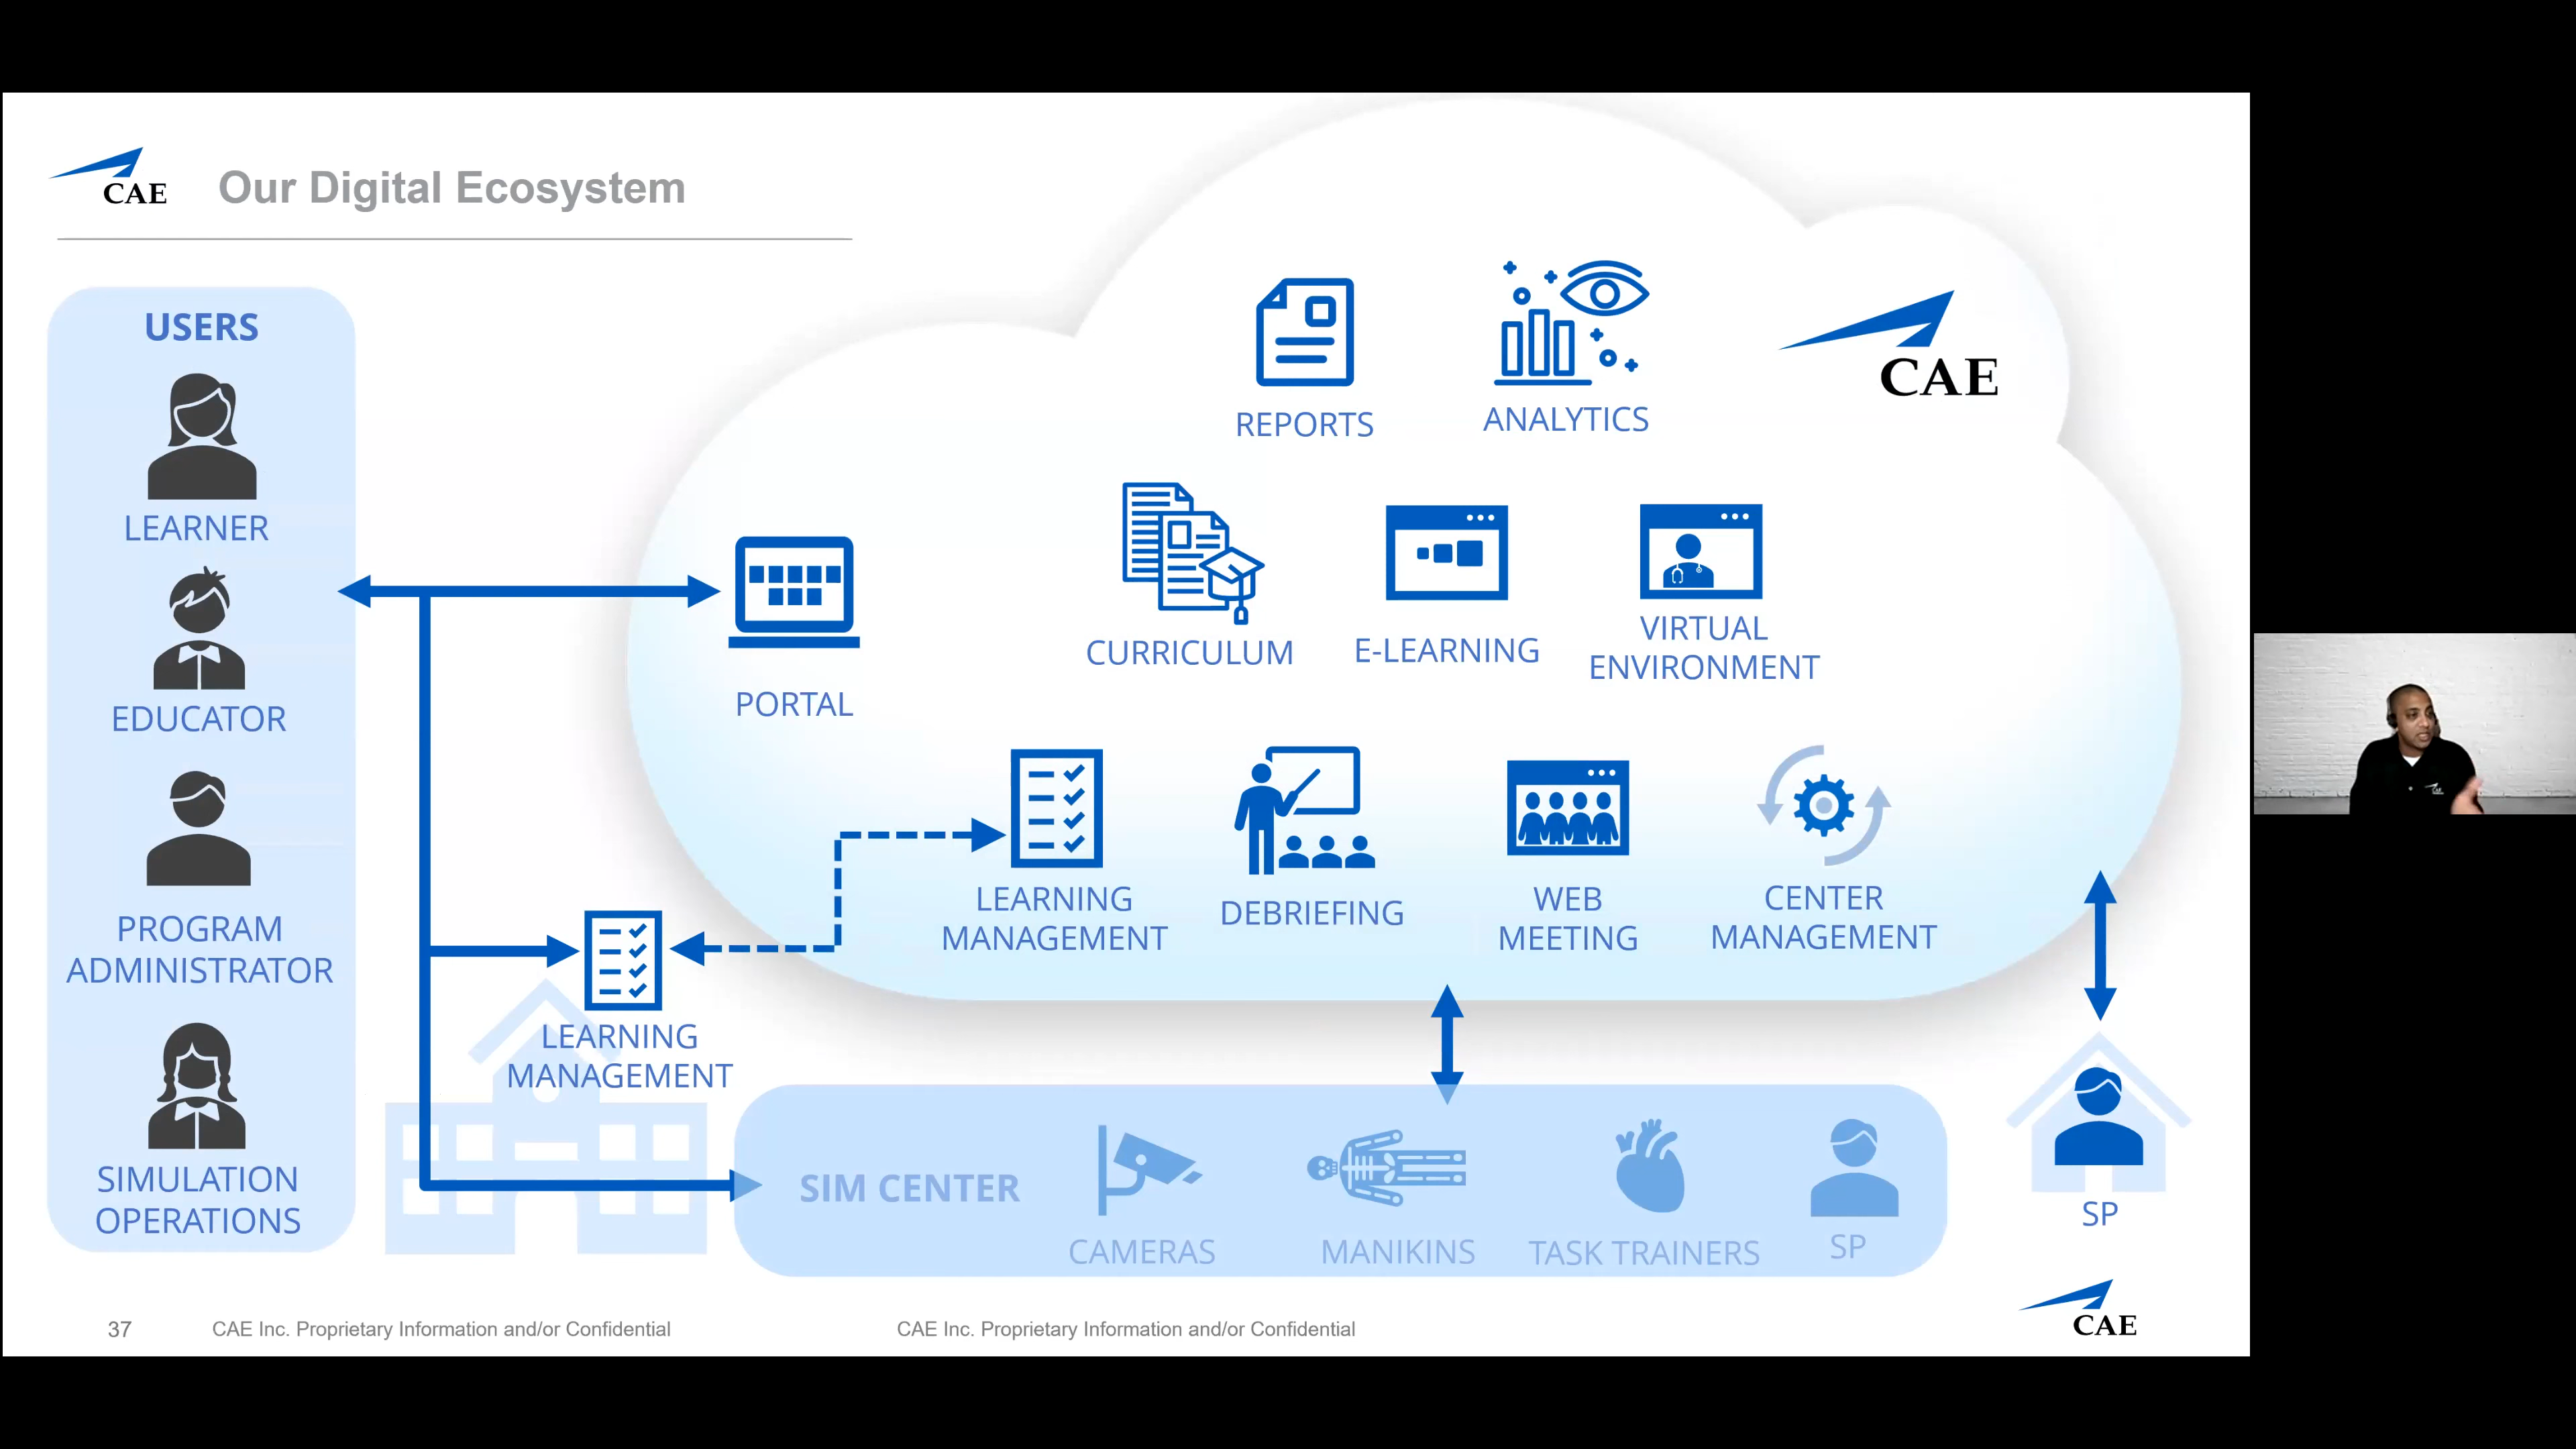 CAE
Our Digital Ecosystem
USERS
LEARNER
EDUCATOR
PROGRAM
ADMINISTRATOR
SIMULATION
OPERATIONS
REPORTS
ANALYTICS
CAE
CURRICULUM
E-LEARNING
VIRTUAL
ENVIRONMENT
PORTAL
LEARNING
MANAGEMENT
DEBRIEFING
WEB
MEETING
CENTER
MANAGEMENT
LEARNING
MANAGEMENT
SIM CENTER
CAMERAS
MANIKINS
TASK TRAINERS
SP
SP
37
CAE Inc. Proprietary Information and/or Confidential
CAE Inc. Proprietary Information and/or Confidential
CAE